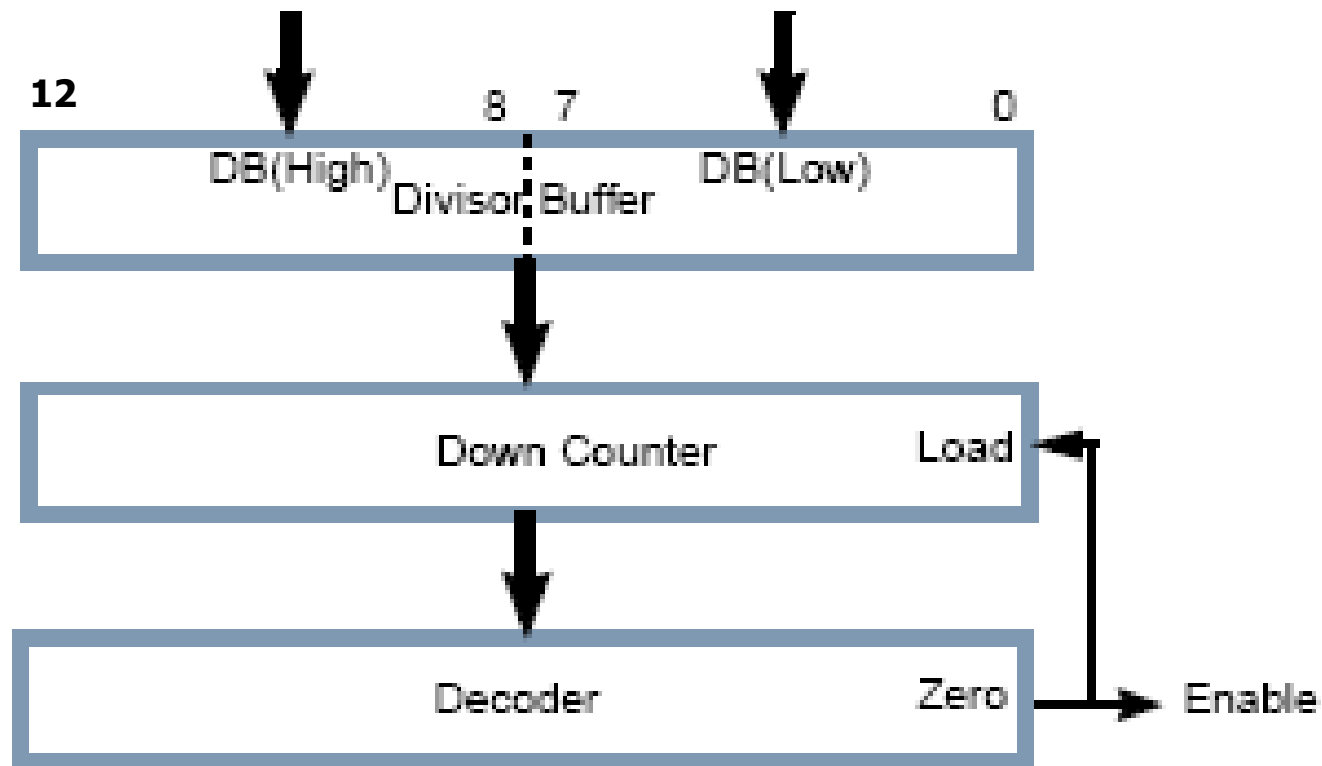 12 8 7 0
DB(High) DB(Low)
Divisor Buffer
Down Counter Load
Decoder Zero Enable